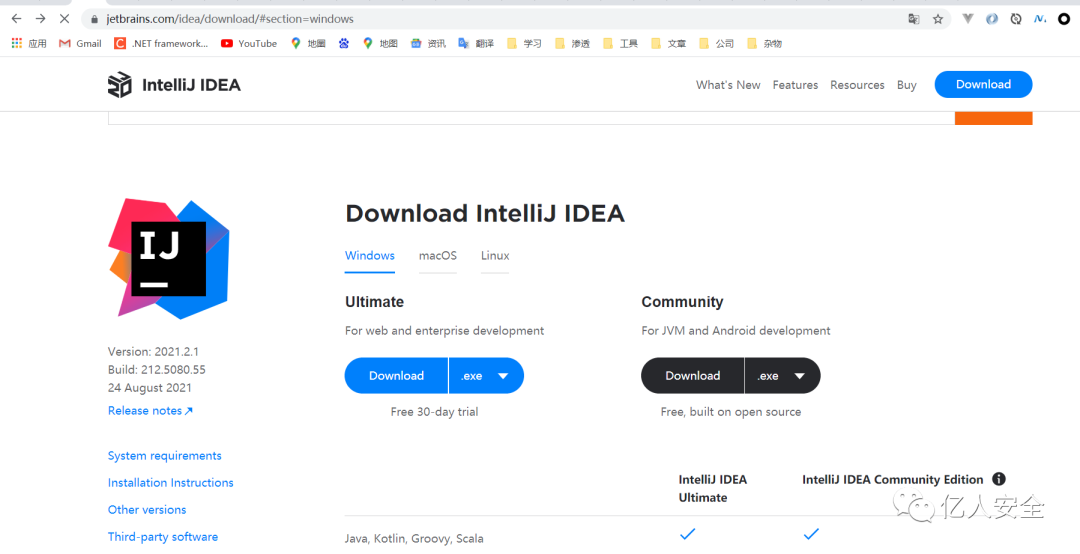 jetbrains.com/idea/download/#section=windows
应用 Gmail .NET framework... YouTube 地圖 地图 资讯 翻译 学习 渗透 工具 文章 公司 杂物
IntelliJ IDEA What's New Features Resources Buy Download
Download IntelliJ IDEA
IJ
Windows macOS Linux
Ultimate Community
For web and enterprise development For JVM and Android development
Version: 2021.2.1
Build: 212.5080.55
24 August 2021
Release notes ↗
Download .exe Download .exe
Free 30-day trial Free, built on open source
System requirements
Installation Instructions
Other versions
Third-party software
IntelliJ IDEA
Ultimate
IntelliJ IDEA Community Edition
Java, Kotlin, Groovy, Scala
亿人安全